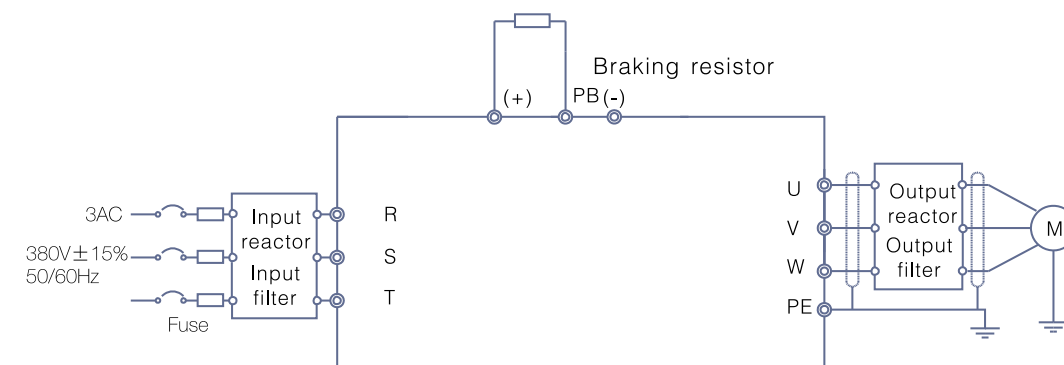 Braking resistor
(+)
PB(-)
3AC
380V±15%
50/60Hz
Fuse
Input
reactor
Input
filter
R
S
T
U
V
W
PE
Output
reactor
Output
filter
M